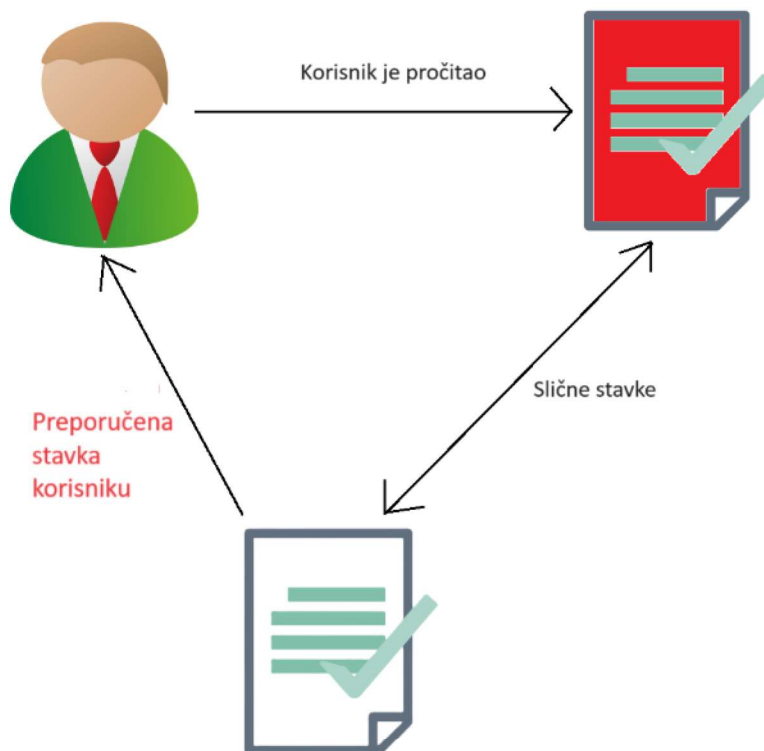 Korisnik je pročitao
Slične stavke
Preporučena
stavka
korisniku